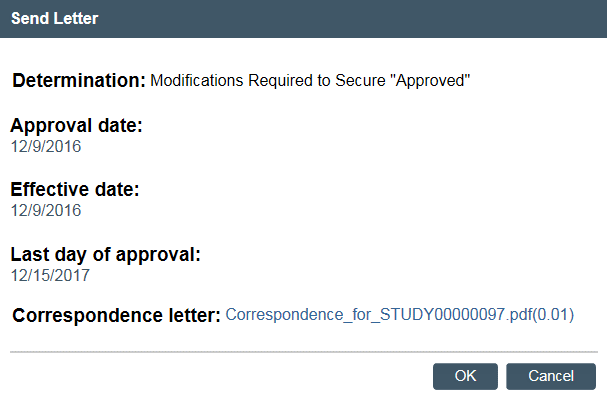 Send Letter
Determination: Modifications Required to Secure "Approved"
Approval date:
12/9/2016
Effective date:
12/9/2016
Last day of approval:
12/15/2017
Correspondence letter: Correspondence_for_STUDY00000097.pdf(0.01)
OK Cancel